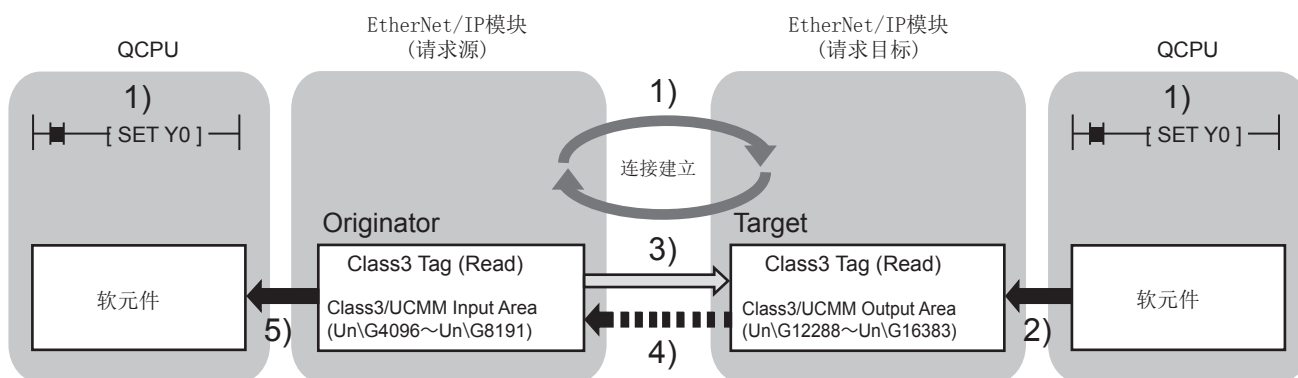 EtherNet/IP模块
(请求源)
EtherNet/IP模块
(请求目标)
QCPU
QCPU
1)
1)
1)
[ SET Y0 ]
[ SET Y0 ]
连接建立
Originator
Target
3)
Class3 Tag (Read)
Class3 Tag (Read)
软元件
软元件
Class3/UCMM Input Area
(Un\G4096~Un\G8191)
Class3/UCMM Output Area
(Un\G12288~Un\G16383)
5)
4)
2)